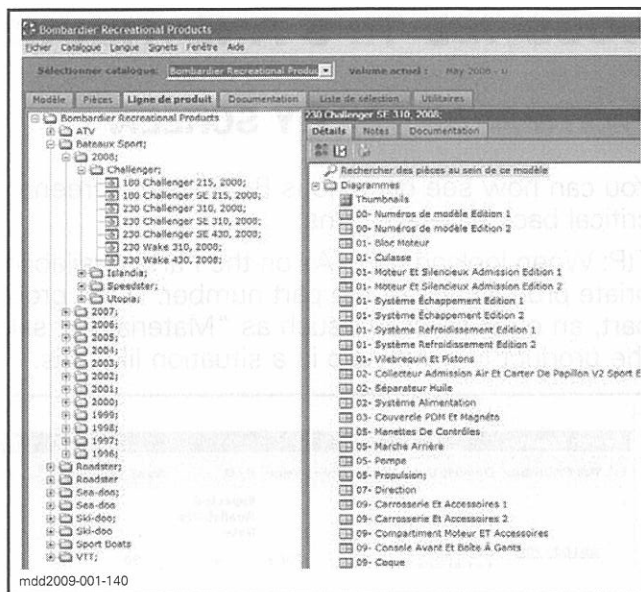 Bombardier Recreational Products
Fichier Catalogue Langue Signets Fenêtre Aide
Sélectionner catalogue: Bombardier Recreational Produc Volume actuel : May 2008 - u
Modèle Pièces Ligne de produit Documentation Liste de sélection Utilitaires
Bombardier Recreational Products
ATV
Bateaux Sport;
2008;
Challenger;
180 Challenger 215, 2008;
180 Challenger SE 215, 2008;
230 Challenger 310, 2008;
230 Challenger SE 310, 2008;
230 Challenger SE 430, 2008;
230 Wake 310, 2008;
230 Wake 430, 2008;
Islandia;
Speedster;
Utopia;
2007;
2006;
2005;
2004;
2003;
2002;
2001;
2000;
1999;
1998;
1997;
1996;
Roadster;
Roadster
Sea-doo;
Sea-doo
Ski-doo;
Ski-doo
Sport Boats
VTT;
230 Challenger SE 310, 2008;
Détails Notes Documentation
Rechercher des pièces au sein de ce modèle
Diagrammes
Thumbnails
00- Numéros de modèle Edition 1
00- Numéros de modèle Edition 2
01- Bloc Moteur
01- Culasse
01- Moteur Et Silencieux Admission Edition 1
01- Moteur Et Silencieux Admission Edition 2
01- Système Échappement Edition 1
01- Système Échappement Edition 2
01- Système Refroidissement Edition 1
01- Système Refroidissement Edition 2
01- Vilebrequin Et Pistons
02- Collecteur Admission Air Et Carter De Papillon V2 Sport E
02- Séparateur Huile
02- Système Alimentation
03- Couvercle PDM Et Magnéto
05- Manettes De Contrôles;
05- Marche Arrière
05- Pompe
05- Propulsion;
07- Direction
09- Carrosserie Et Accessoires 1
09- Carrosserie Et Accessoires 2
09- Compartiment Moteur ET Accessoires
09- Console Avant Et Boîte À Gants
09- Coque
mdd2009-001-140